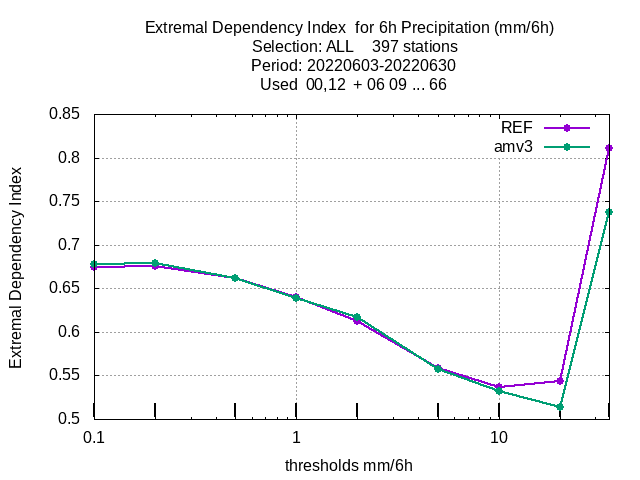 Extremal Dependency Index  for 6h Precipitation (mm/6h)
Selection: ALL    397 stations
Period: 20220603-20220630
Used  00,12  + 06 09 ... 66
REF
amv3
0.85
0.8
0.75
0.7
0.65
0.6
0.55
0.5
Extremal Dependency Index
0.1
1
10
thresholds mm/6h